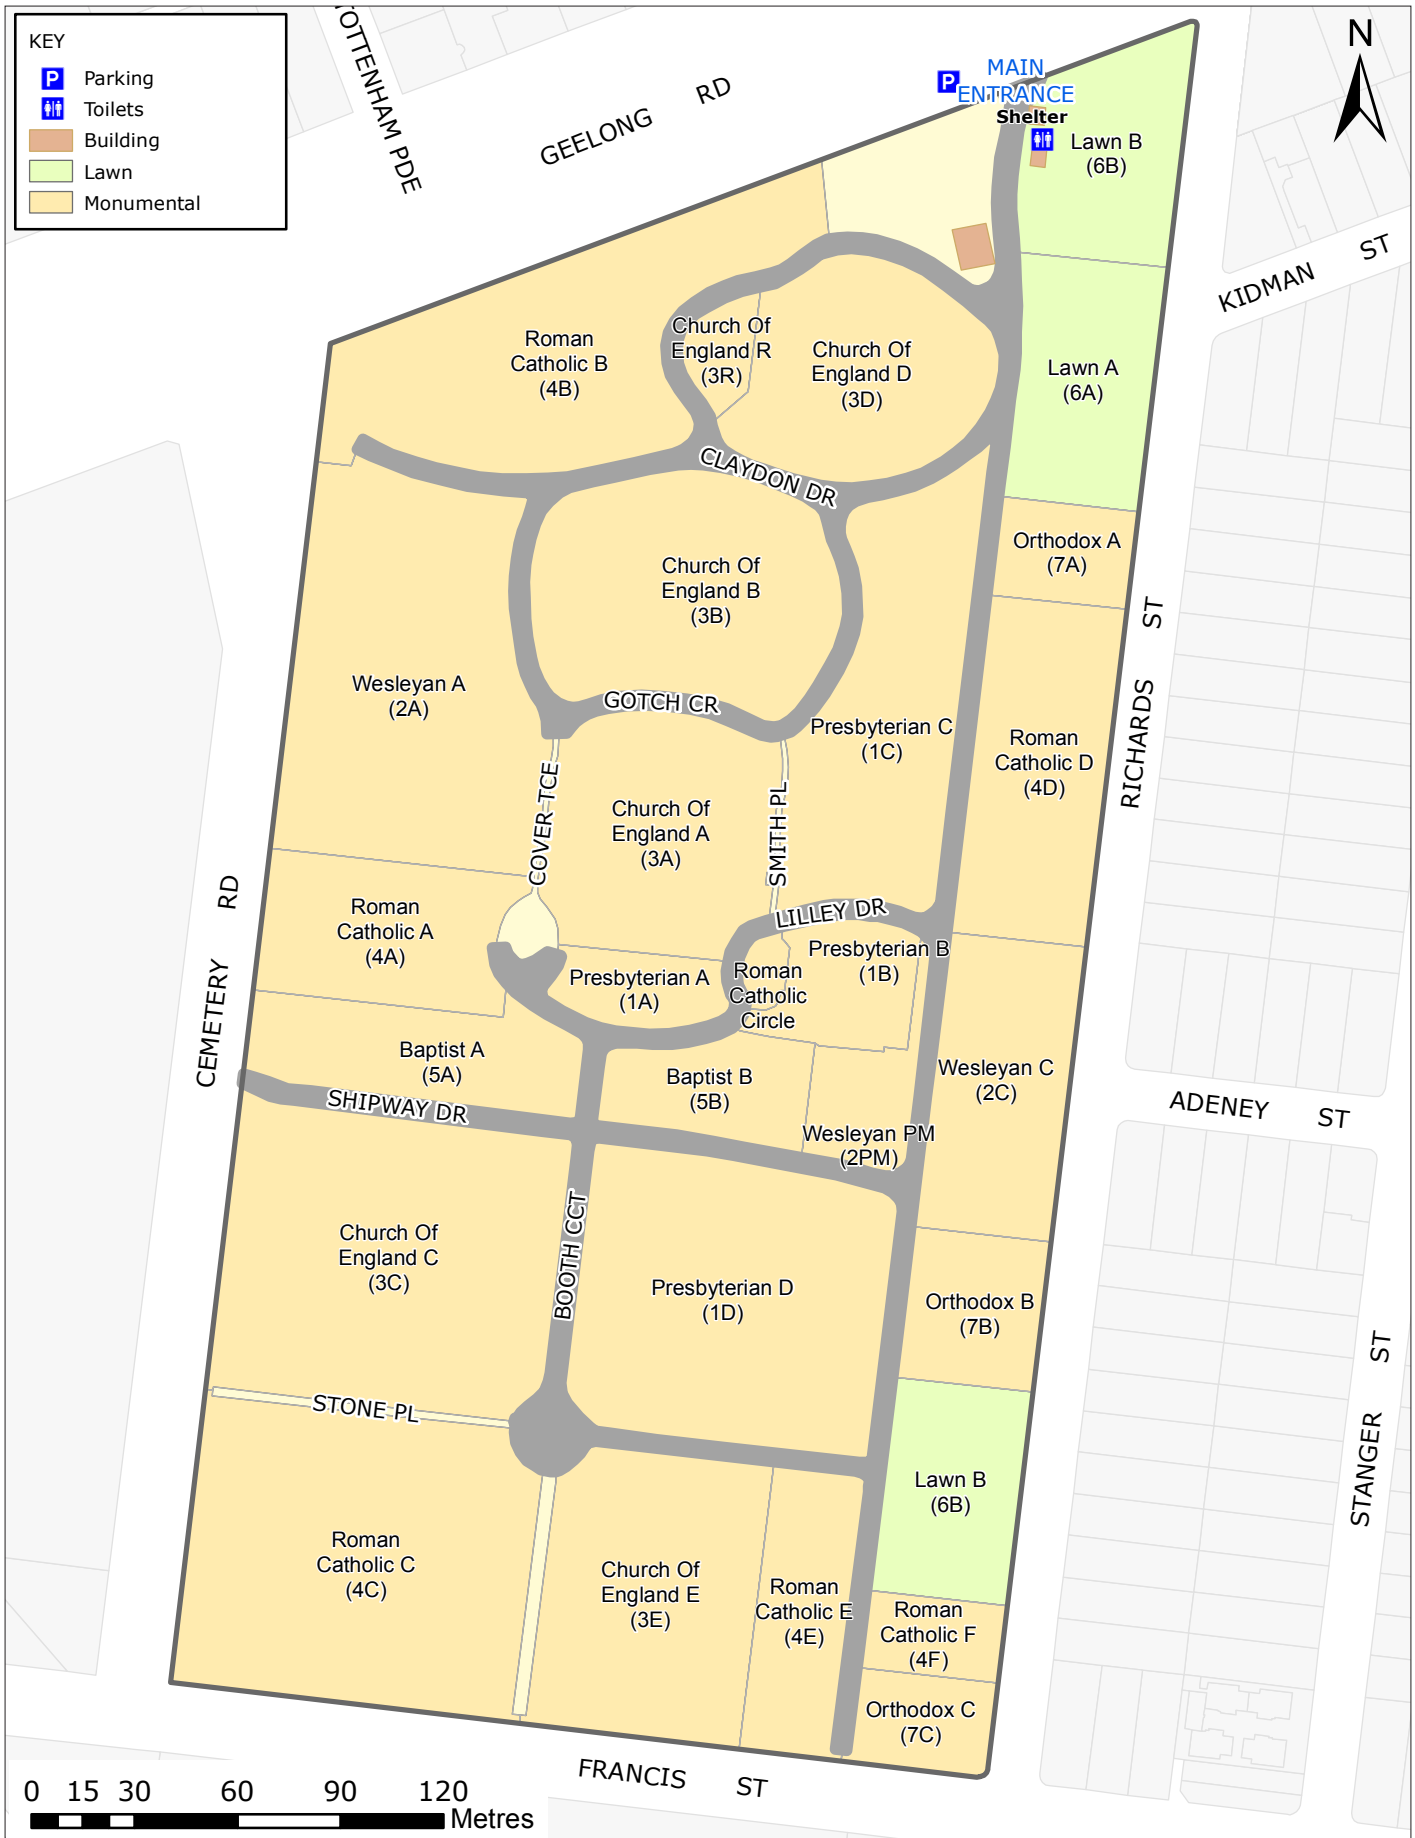 KEY
Parking
Toilets
Building
Lawn
Monumental
TOTTENHAM PDE
GEELONG RD
P
MAIN
ENTRANCE
Shelter
N
Lawn B
(6B)
KIDMAN ST
Church Of
England R
(3R)
Roman
Catholic B
(4B)
Church Of
England D
(3D)
Lawn A
(6A)
CLAYDON DR
Orthodox A
(7A)
Church Of
England B
(3B)
RICHARDS ST
Wesleyan A
(2A)
GOTCH CR
Presbyterian C
(1C)
Roman
Catholic D
(4D)
COVER TCE
Church Of
England A
(3A)
SMITH PL
CEMETERY RD
Roman
Catholic A
(4A)
LILLEY DR
Presbyterian B
(1B)
Presbyterian A
(1A)
Roman
Catholic
Circle
Baptist A
(5A)
Baptist B
(5B)
Wesleyan C
(2C)
SHIPWAY DR
Wesleyan PM
(2PM)
ADENEY ST
Church Of
England C
(3C)
BOOTH CCT
Presbyterian D
(1D)
Orthodox B
(7B)
STONE PL
STANGER ST
Lawn B
(6B)
Roman
Catholic C
(4C)
Church Of
England E
(3E)
Roman
Catholic E
(4E)
Roman
Catholic F
(4F)
Orthodox C
(7C)
FRANCIS ST
0 15 30 60 90 120
Metres